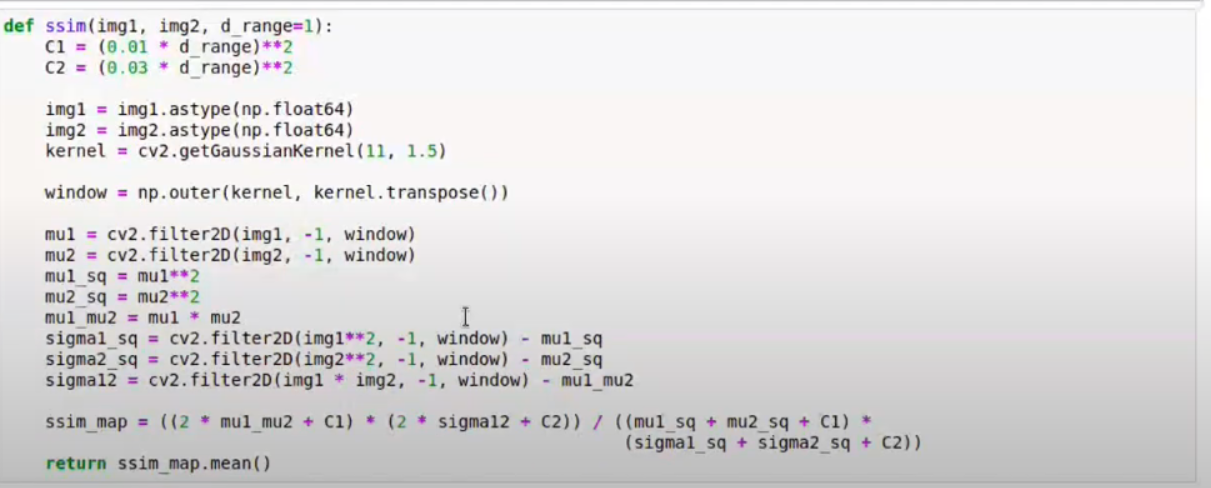 def ssim(img1, img2, d_range=1):
    C1 = (0.01 * d_range)**2
    C2 = (0.03 * d_range)**2

    img1 = img1.astype(np.float64)
    img2 = img2.astype(np.float64)
    kernel = cv2.getGaussianKernel(11, 1.5)

    window = np.outer(kernel, kernel.transpose())

    mu1 = cv2.filter2D(img1, -1, window)
    mu2 = cv2.filter2D(img2, -1, window)
    mu1_sq = mu1**2
    mu2_sq = mu2**2
    mu1_mu2 = mu1 * mu2
    sigma1_sq = cv2.filter2D(img1**2, -1, window) - mu1_sq
    sigma2_sq = cv2.filter2D(img2**2, -1, window) - mu2_sq
    sigma12 = cv2.filter2D(img1 * img2, -1, window) - mu1_mu2

    ssim_map = ((2 * mu1_mu2 + C1) * (2 * sigma12 + C2)) / ((mu1_sq + mu2_sq + C1) *
                                                            (sigma1_sq + sigma2_sq + C2))
    return ssim_map.mean()